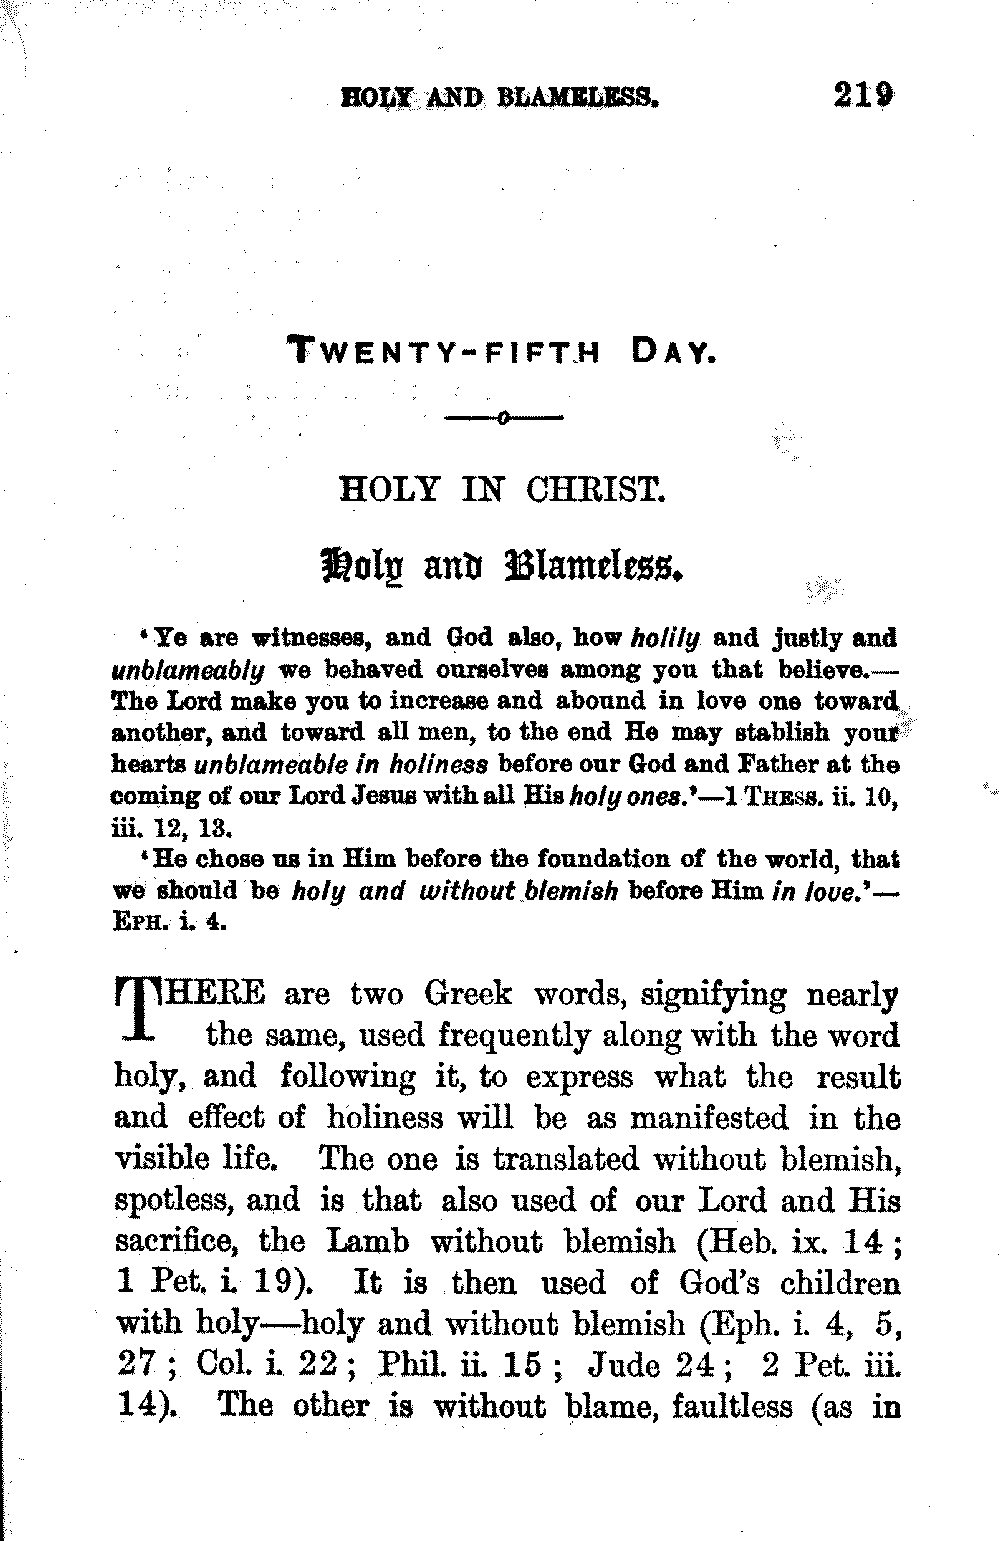 HOLY AND BLAMELESS. 219
TWENTY-FIFTH DAY.
HOLY IN CHRIST.
Holy and Blameless.
‘Ye are witnesses, and God also, how holily and justly and
unblameably we behaved ourselves among you that believe.—
The Lord make you to increase and abound in love one toward
another, and toward all men, to the end He may stablish your
hearts unblameable in holiness before our God and Father at the
coming of our Lord Jesus with all His holy ones.’—1 THESS. ii. 10,
iii. 12, 13.
‘He chose us in Him before the foundation of the world, that
we should be holy and without blemish before Him in love.’—
EPH. i. 4.
THERE are two Greek words, signifying nearly
the same, used frequently along with the word
holy, and following it, to express what the result
and effect of holiness will be as manifested in the
visible life. The one is translated without blemish,
spotless, and is that also used of our Lord and His
sacrifice, the Lamb without blemish (Heb. ix. 14 ;
1 Pet. i. 19). It is then used of God’s children
with holy—holy and without blemish (Eph. i. 4, 5,
27 ; Col. i. 22 ; Phil. ii. 15 ; Jude 24 ; 2 Pet. iii.
14). The other is without blame, faultless (as in